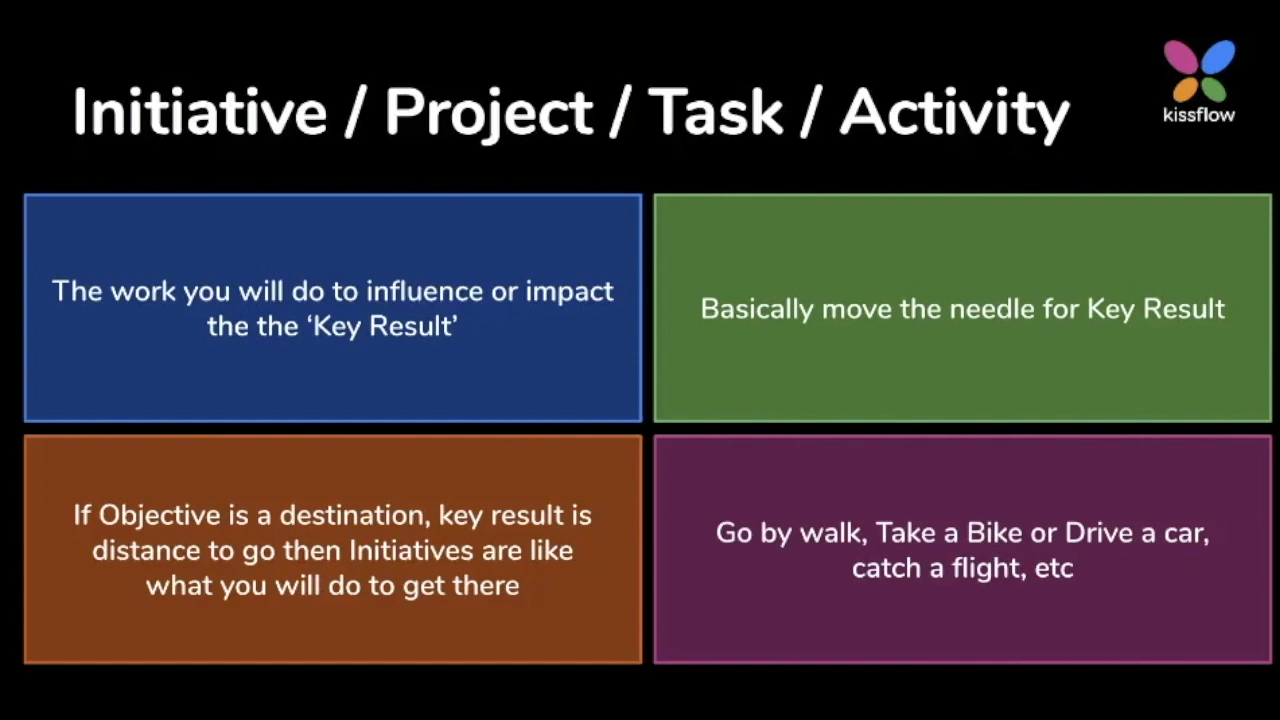 Initiative / Project / Task / Activity
kissflow
The work you will do to influence or impact
the the ‘Key Result’
Basically move the needle for Key Result
If Objective is a destination, key result is
distance to go then Initiatives are like
what you will do to get there
Go by walk, Take a Bike or Drive a car,
catch a flight, etc